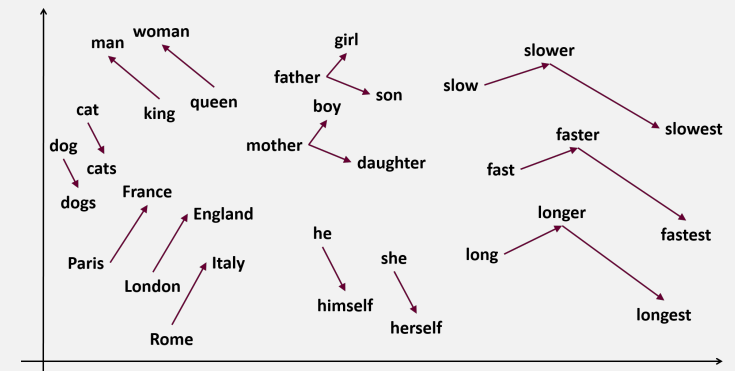 man
woman
king
queen
cat
cats
dog
dogs
France
Paris
England
London
Italy
Rome
girl
father
son
boy
mother
daughter
he
himself
she
herself
slower
slow
slowest
faster
fast
fastest
longer
long
longest